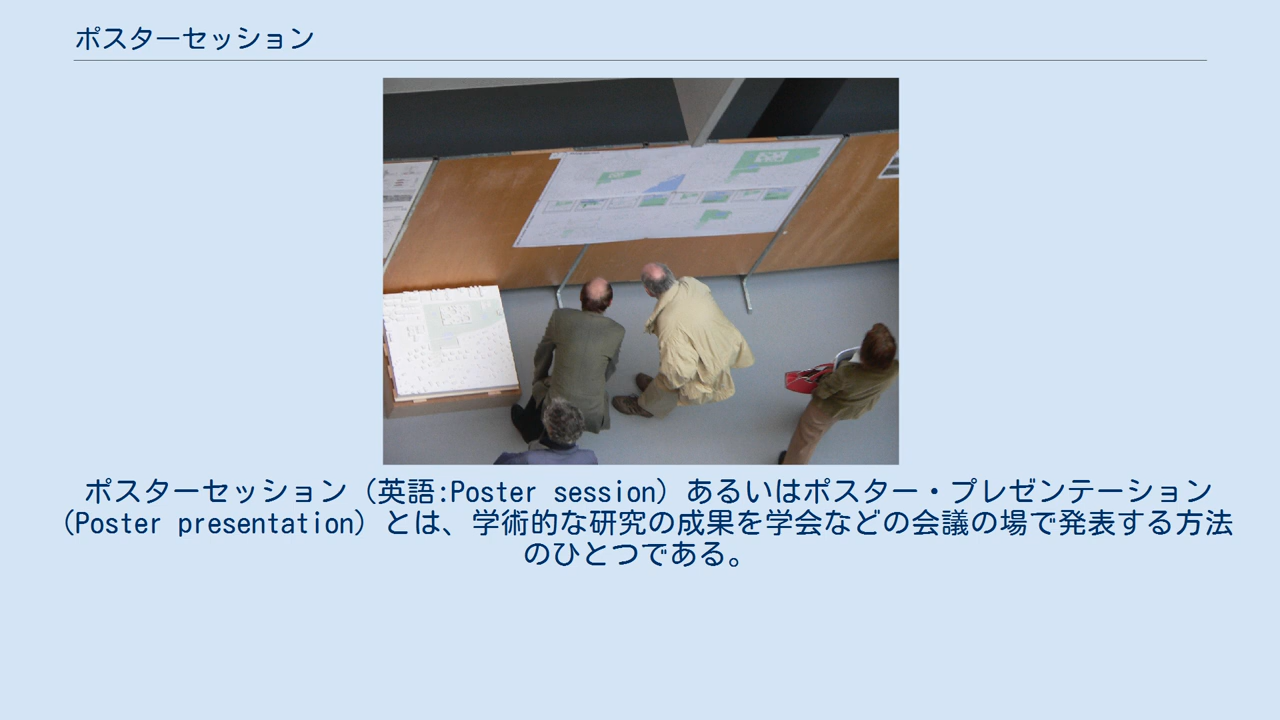 ポスターセッション
ポスターセッション（英語:Poster session）あるいはポスター・プレゼンテーション
（Poster presentation）とは、学術的な研究の成果を学会などの会議の場で発表する方法
のひとつである。